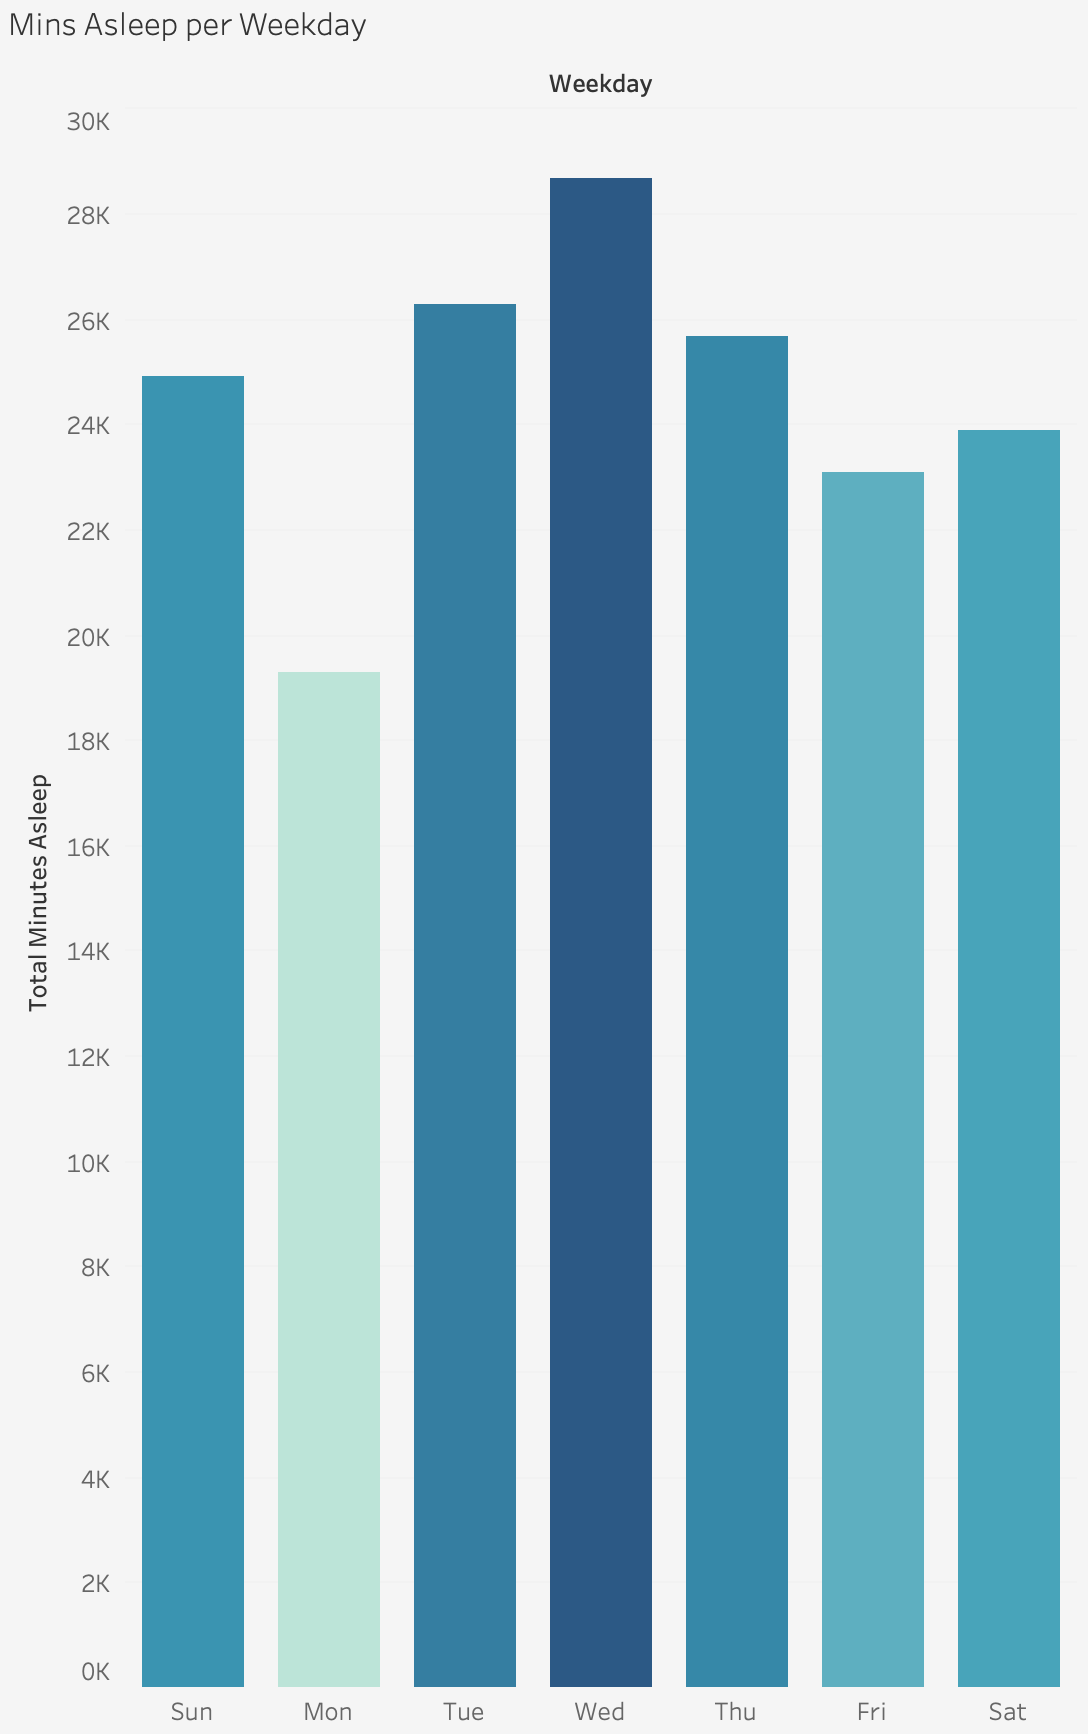 Mins Asleep per Weekday
Weekday
30K
28K
26K
24K
22K
20K
18K
16K
14K
12K
10K
8K
6K
4K
2K
0K
Total Minutes Asleep
Sun Mon Tue Wed Thu Fri Sat